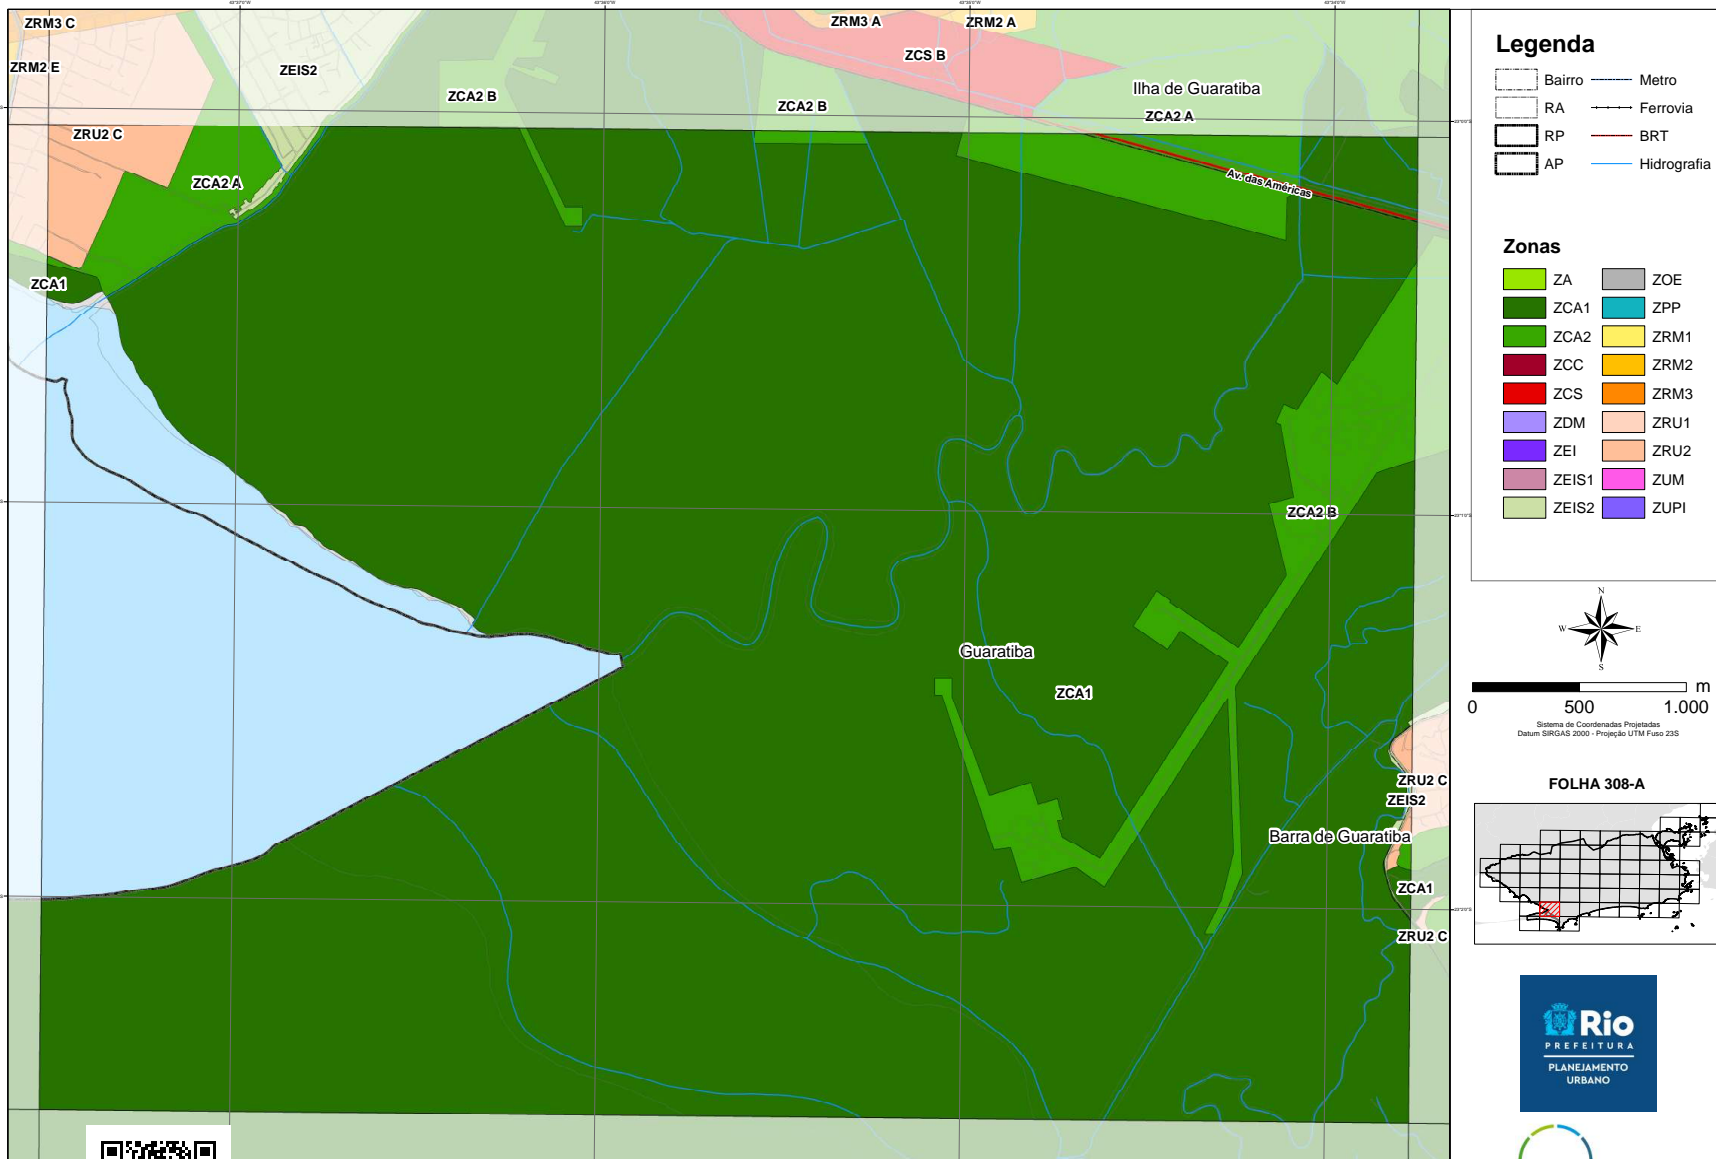 ZRM3 C
ZRM3 A
ZRM2 A
ZCS B
ZRM2 E
ZEIS2
ZCA2 B
ZCA2 B
Ilha de Guaratiba
ZCA2 A
ZRU2 C
ZCA2 A
Av. das Américas
ZCA1
ZCA2 B
Guaratiba
ZCA1
ZRU2 C
ZEIS2
Barra de Guaratiba
ZCA1
ZRU2 C
Legenda
Bairro
Metro
RA
Ferrovia
RP
BRT
AP
Hidrografia
Zonas
ZA
ZOE
ZCA1
ZPP
ZCA2
ZRM1
ZCC
ZRM2
ZCS
ZRM3
ZDM
ZRU1
ZEI
ZRU2
ZEIS1
ZUM
ZEIS2
ZUPI
N
W
E
S
m
0 500 1.000
Sistema de Coordenadas Projetadas
Datum SIRGAS 2000 - Projeção UTM Fuso 23S
FOLHA 308-A
Rio
PREFEITURA
PLANEJAMENTO
URBANO